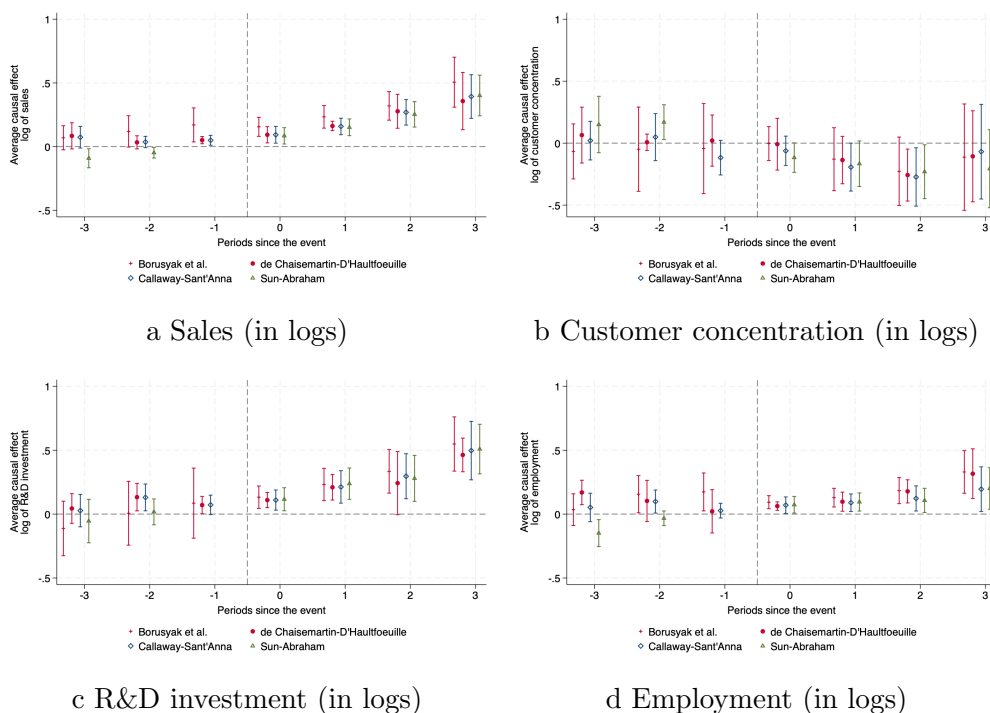 Average causal effect
log of sales
1
.5
0
-.5
-3 -2 -1 0 1 2 3
Periods since the event
Borusyak et al. de Chaisemartin-D'Haultfoeuille
Callaway-Sant'Anna Sun-Abraham
a Sales (in logs)
Average causal effect
log of customer concentration
1
.5
0
-.5
-3 -2 -1 0 1 2 3
Periods since the event
Borusyak et al. de Chaisemartin-D'Haultfoeuille
Callaway-Sant'Anna Sun-Abraham
b Customer concentration (in logs)
Average causal effect
log of R&D investment
1
.5
0
-.5
-3 -2 -1 0 1 2 3
Periods since the event
Borusyak et al. de Chaisemartin-D'Haultfoeuille
Callaway-Sant'Anna Sun-Abraham
c R&D investment (in logs)
Average causal effect
log of employment
1
.5
0
-.5
-3 -2 -1 0 1 2 3
Periods since the event
Borusyak et al. de Chaisemartin-D'Haultfoeuille
Callaway-Sant'Anna Sun-Abraham
d Employment (in logs)